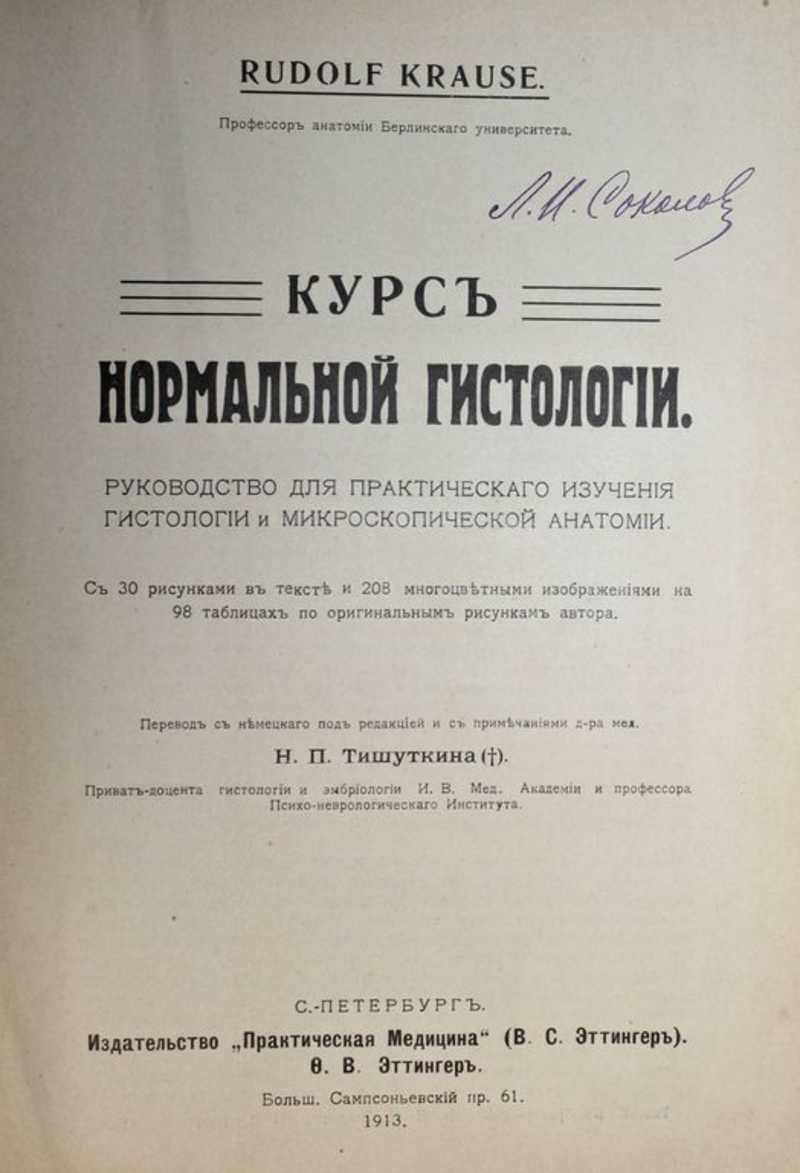 RUDOLF KRAUSE.
Профессоръ анатоміи Берлинскаго университета.
Л. И. Соколов
КУРСЪ
НОРМАЛЬНОЙ ГИСТОЛОГІИ.
РУКОВОДСТВО ДЛЯ ПРАКТИЧЕСКАГО ИЗУЧЕНІЯ
ГИСТОЛОГІИ и МИКРОСКОПИЧЕСКОЙ АНАТОМІИ.
Съ 30 рисунками въ текстѣ и 208 многоцвѣтными изображеніями на
98 таблицахъ по оригинальнымъ рисункамъ автора.
Переводъ съ нѣмецкаго подъ редакціей и съ примѣчаніями д-ра мед.
Н. П. Тишуткина (†).
Приватъ-доцента гистологіи и эмбріологіи И. В. Мед. Академіи и профессора
Психо-неврологическаго Института.
С.-ПЕТЕРБУРГЪ.
Издательство „Практическая Медицина“ (В. С. Эттингеръ).
Ѳ. В. Эттингеръ.
Больш. Сампсоньевскій пр. 61.
1913.